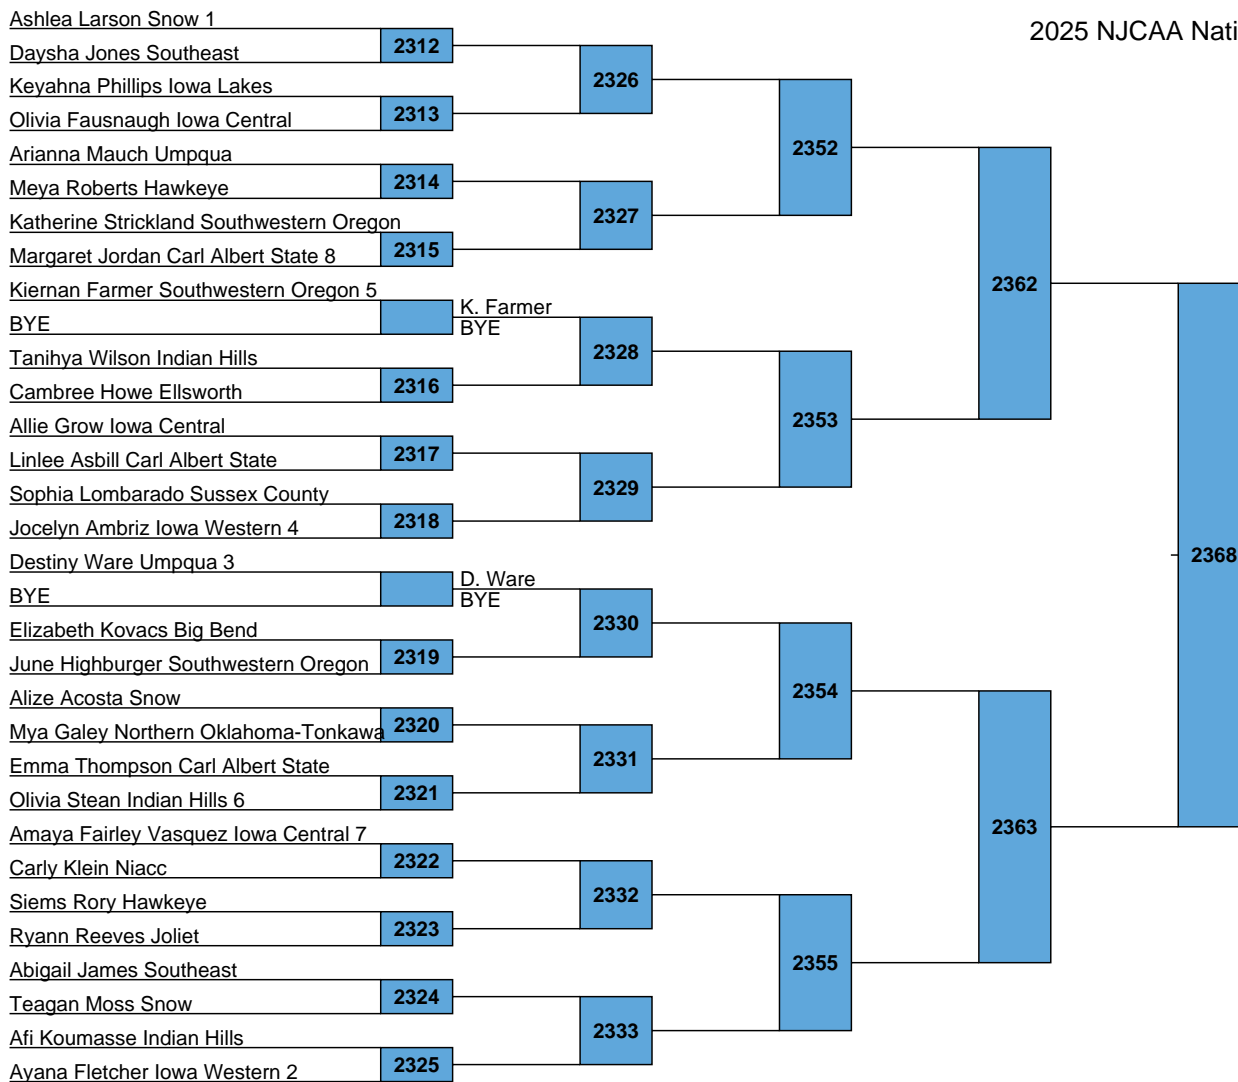 Ashlea Larson Snow 1
2025 NJCAA Nati
Daysha Jones Southeast
2312
2326
Keyahna Phillips Iowa Lakes
Olivia Fausnaugh Iowa Central
2313
2352
Arianna Mauch Umpqua
Meya Roberts Hawkeye
2314
2327
Katherine Strickland Southwestern Oregon
Margaret Jordan Carl Albert State 8
2315
2362
Kiernan Farmer Southwestern Oregon 5
K. Farmer
BYE
BYE
2328
Tanihya Wilson Indian Hills
Cambree Howe Ellsworth
2316
2353
Allie Grow Iowa Central
Linlee Asbill Carl Albert State
2317
2329
Sophia Lombarado Sussex County
Jocelyn Ambriz Iowa Western 4
2318
2368
Destiny Ware Umpqua 3
D. Ware
BYE
BYE
2330
Elizabeth Kovacs Big Bend
June Highburger Southwestern Oregon
2319
2354
Alize Acosta Snow
Mya Galey Northern Oklahoma-Tonkawa
2320
2331
Emma Thompson Carl Albert State
Olivia Stean Indian Hills 6
2321
2363
Amaya Fairley Vasquez Iowa Central 7
Carly Klein Niacc
2322
2332
Siems Rory Hawkeye
Ryann Reeves Joliet
2323
2355
Abigail James Southeast
Teagan Moss Snow
2324
2333
Afi Koumasse Indian Hills
Ayana Fletcher Iowa Western 2
2325